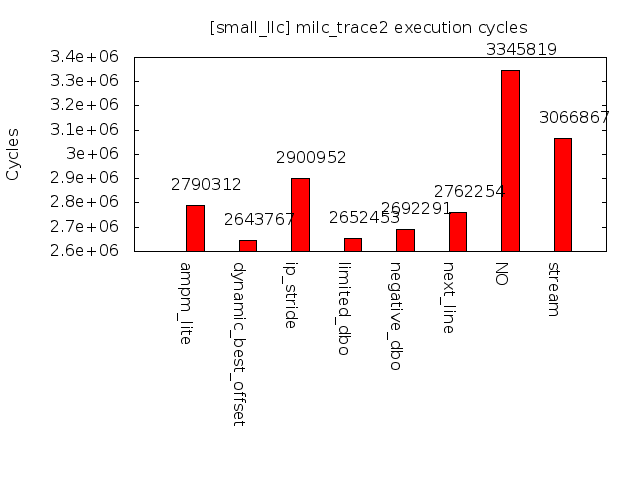 [small_llc] milc_trace2 execution cycles
Cycles
3.4e+06
3.3e+06
3.2e+06
3.1e+06
3e+06
2.9e+06
2.8e+06
2.7e+06
2.6e+06
2790312
2643767
2900952
2652453
2692291
2762254
3345819
3066867
ampm_lite
dynamic_best_offset
ip_stride
limited_dbo
negative_dbo
next_line
NO
stream